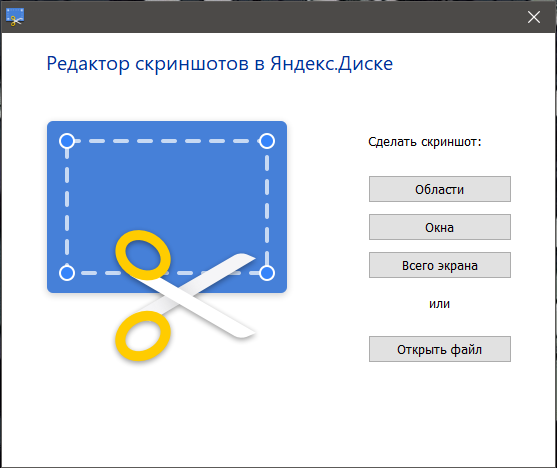 Редактор скриншотов в Яндекс.Диске
Сделать скриншот:
Области
Окна
Всего экрана
или
Открыть файл